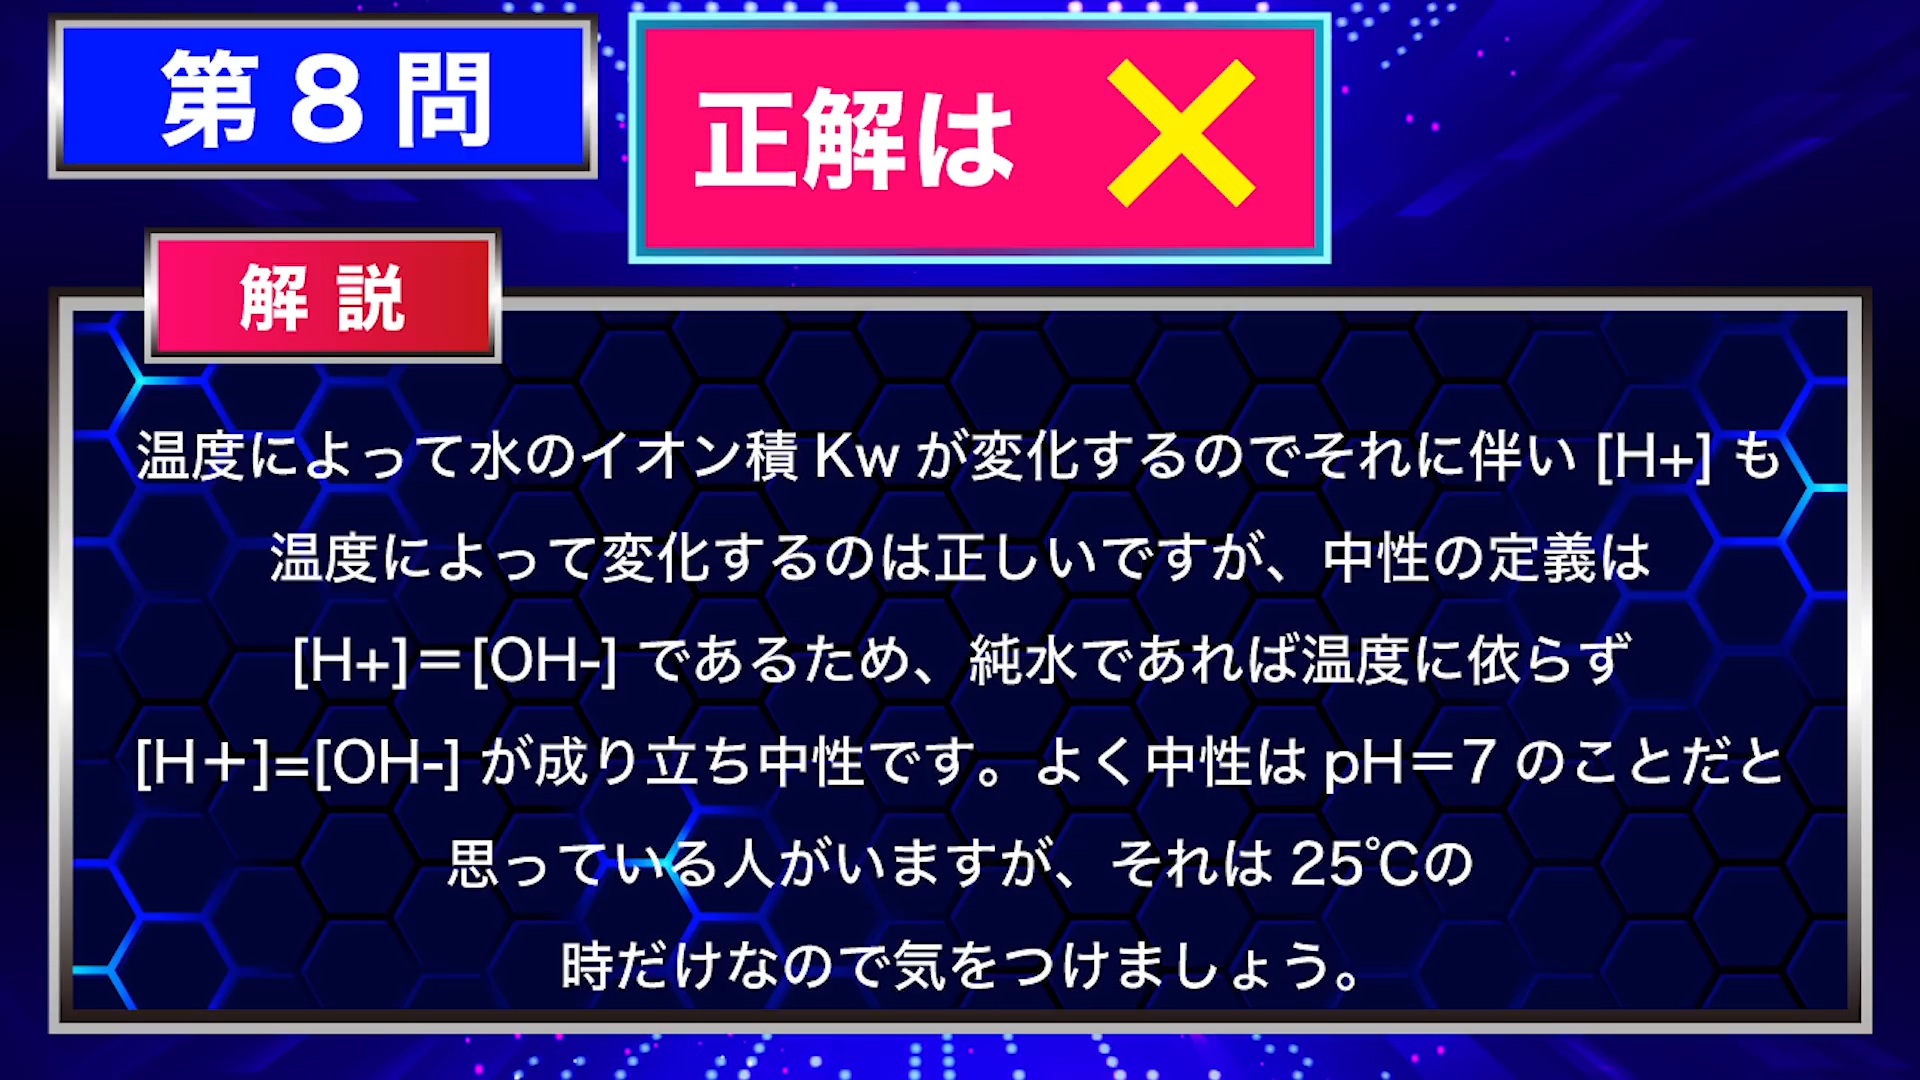 第8問
正解は ×
解説
温度によって水のイオン積 Kw が変化するのでそれに伴い [H+] も
温度によって変化するのは正しいですが、中性の定義は
[H+]＝[OH-] であるため、純水であれば温度に依らず
[H＋]=[OH-] が成り立ち中性です。よく中性は pH＝7 のことだと
思っている人がいますが、それは 25℃の
時だけなので気をつけましょう。